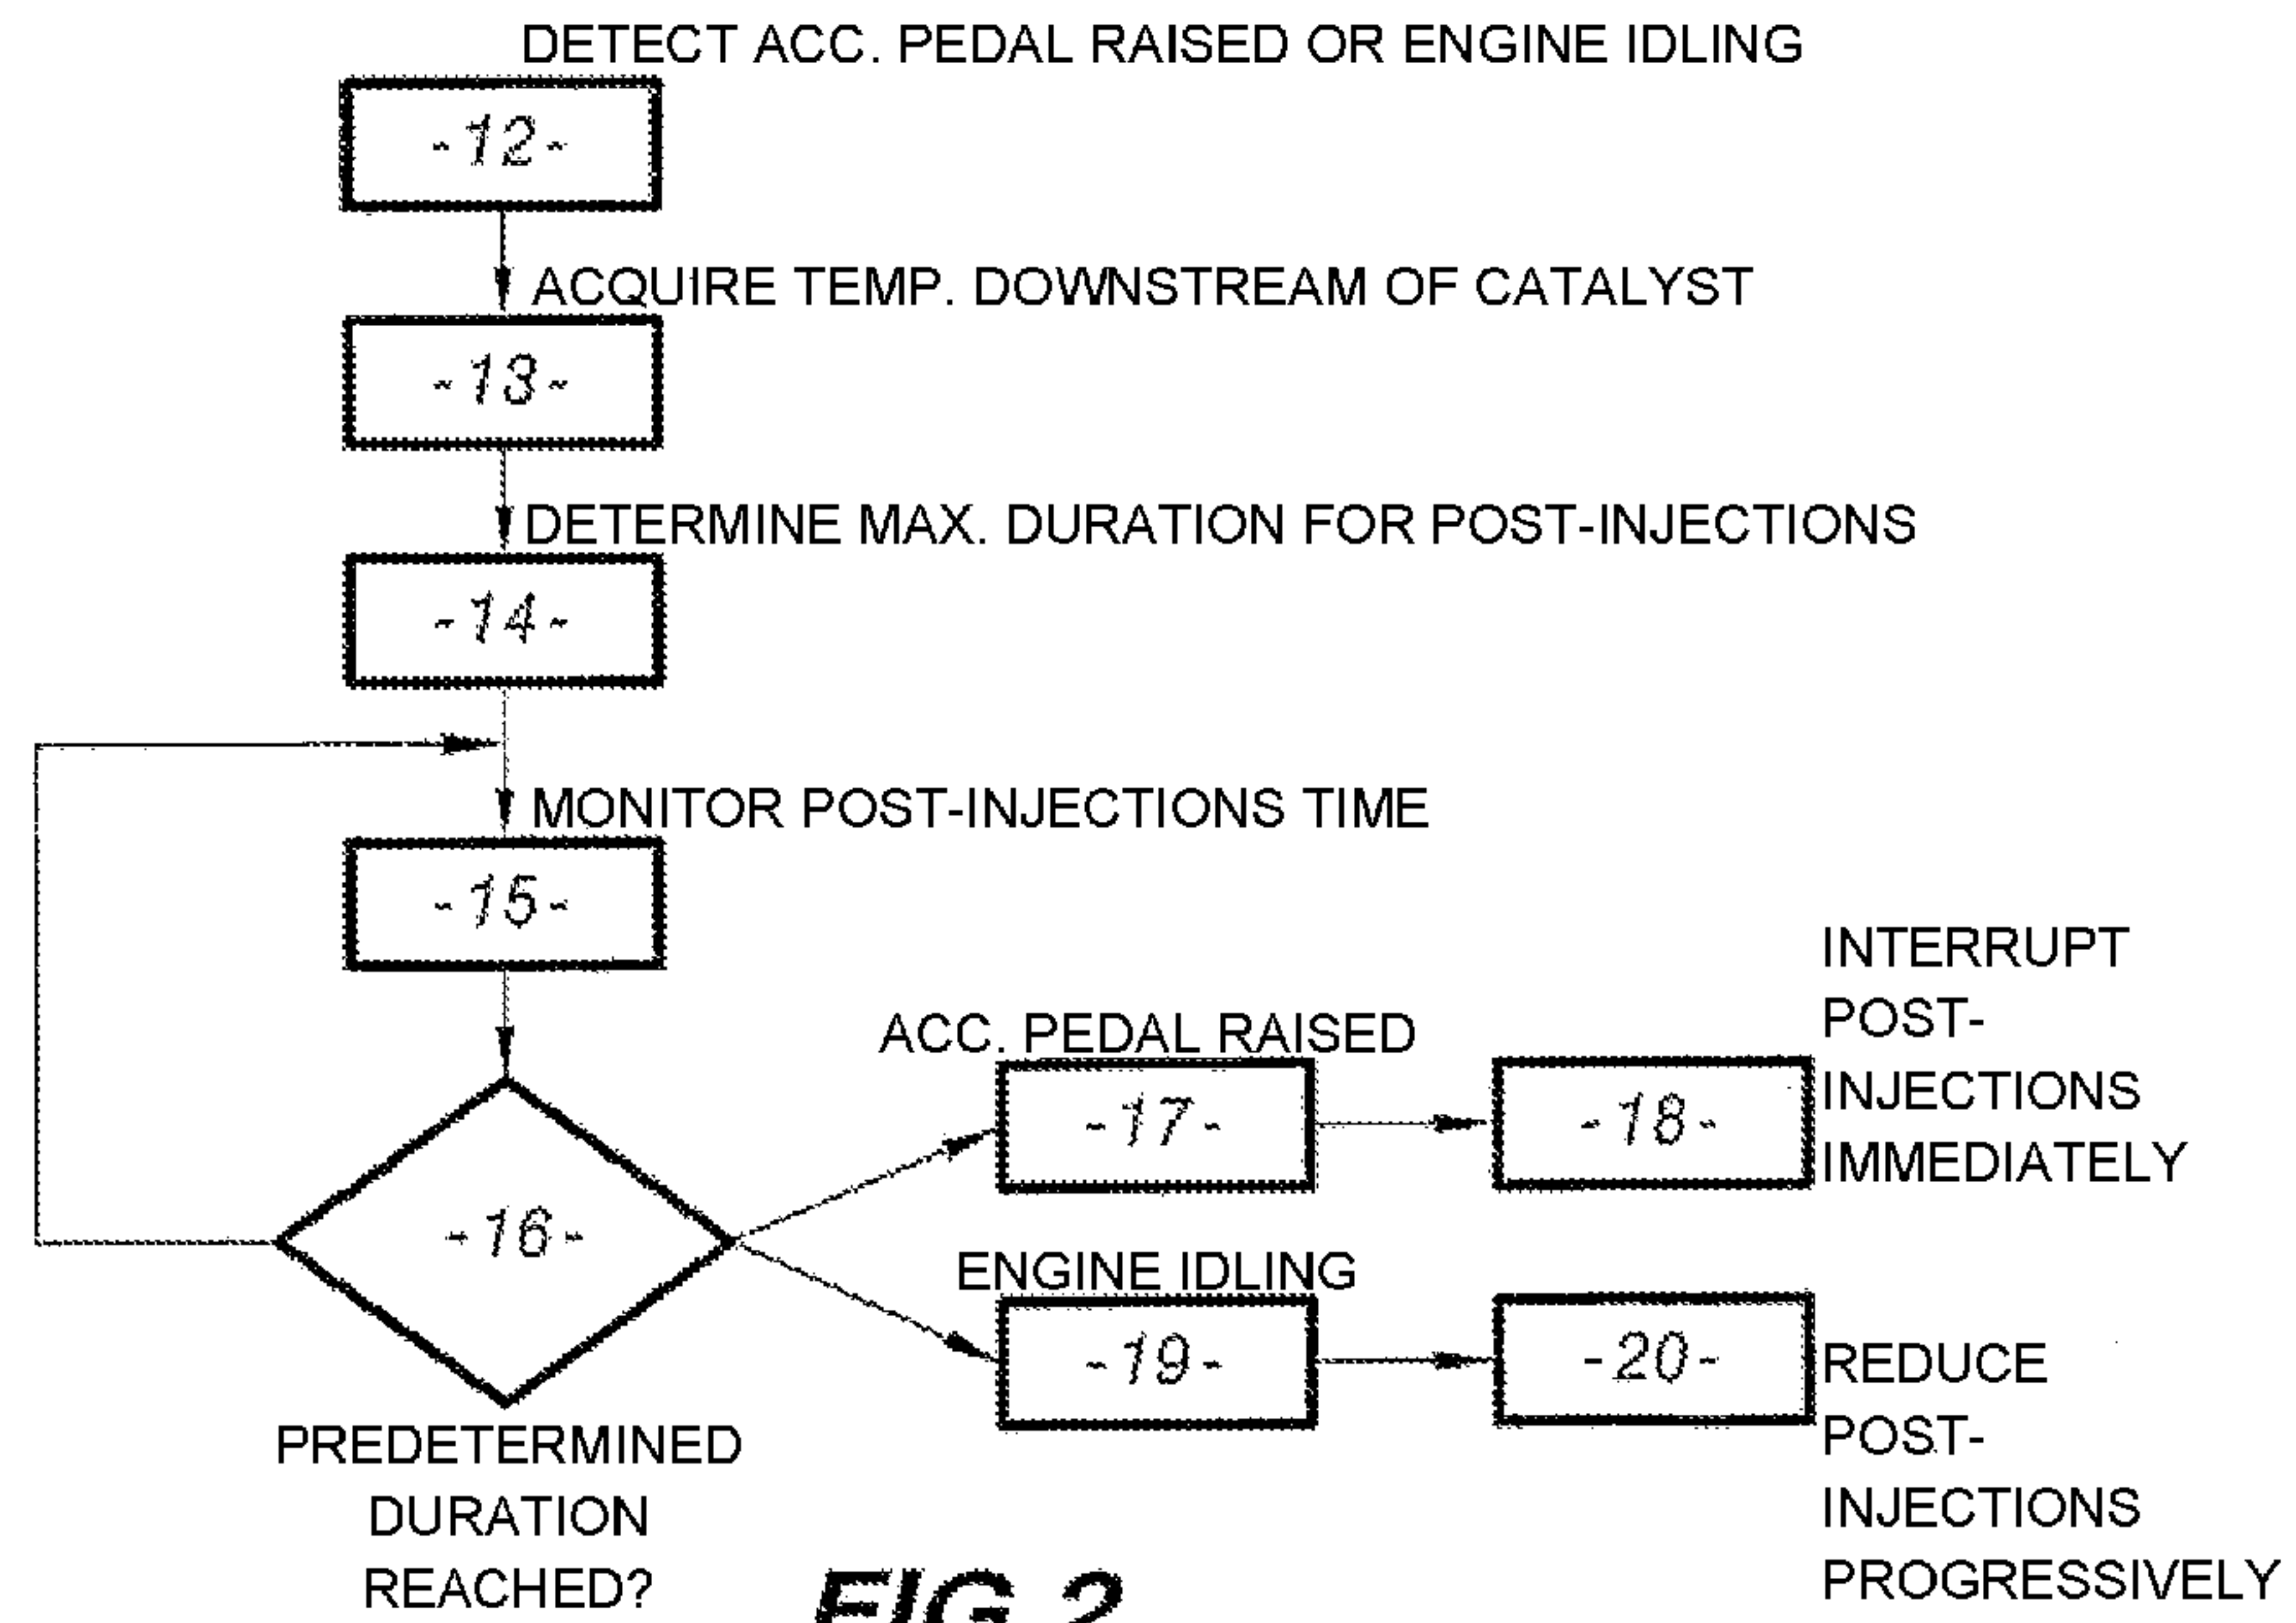 DETECT ACC. PEDAL RAISED OR ENGINE IDLING
-12-
ACQUIRE TEMP. DOWNSTREAM OF CATALYST
-13-
DETERMINE MAX. DURATION FOR POST-INJECTIONS
-14-
MONITOR POST-INJECTIONS TIME
-15-
-16-
PREDETERMINED
DURATION
REACHED?
ACC. PEDAL RAISED
-17-
-18-
INTERRUPT
POST-
INJECTIONS
IMMEDIATELY
ENGINE IDLING
-19-
-20-
REDUCE
POST-
INJECTIONS
PROGRESSIVELY
FIG.2